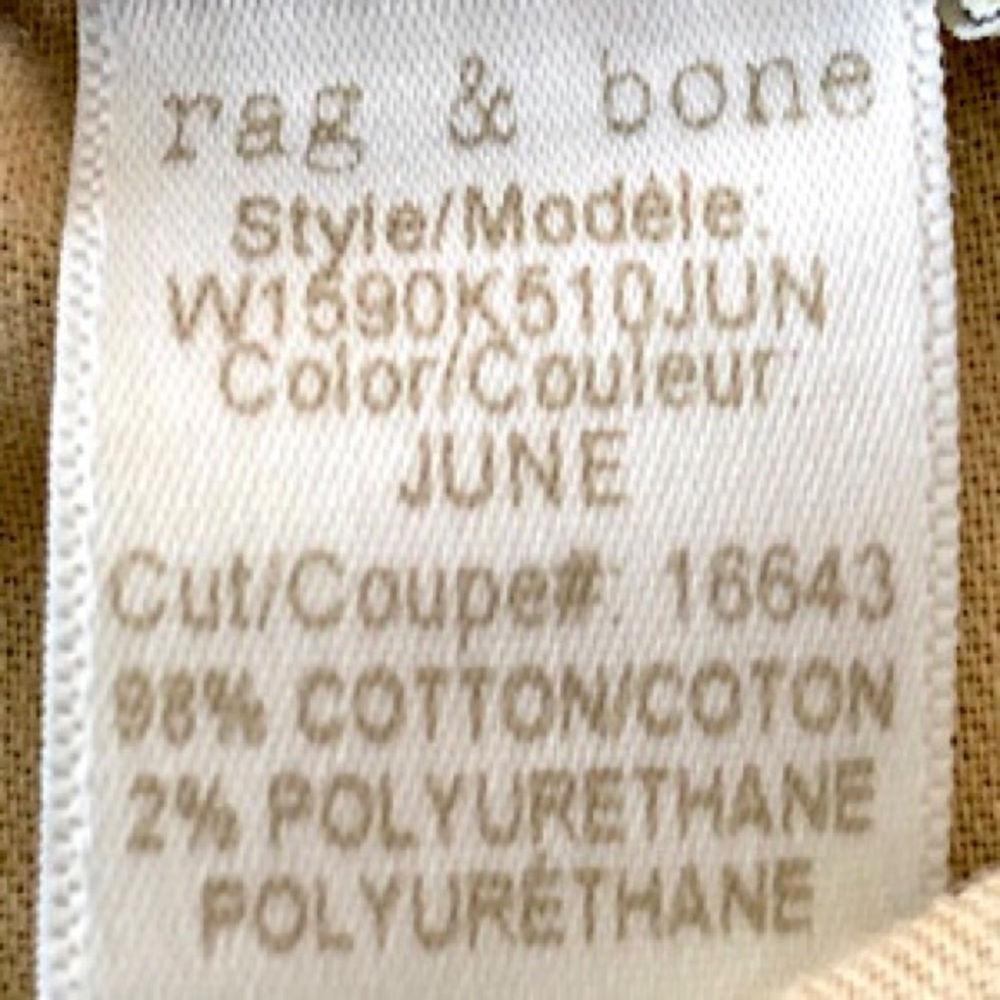 rag & bone
Style/Modèle:
W1590K510JUN
Color/Couleur:
JUNE
Cut/Coupe#: 16643
98% COTTON/COTON
2% POLYURETHANE
POLYURÉTHANE